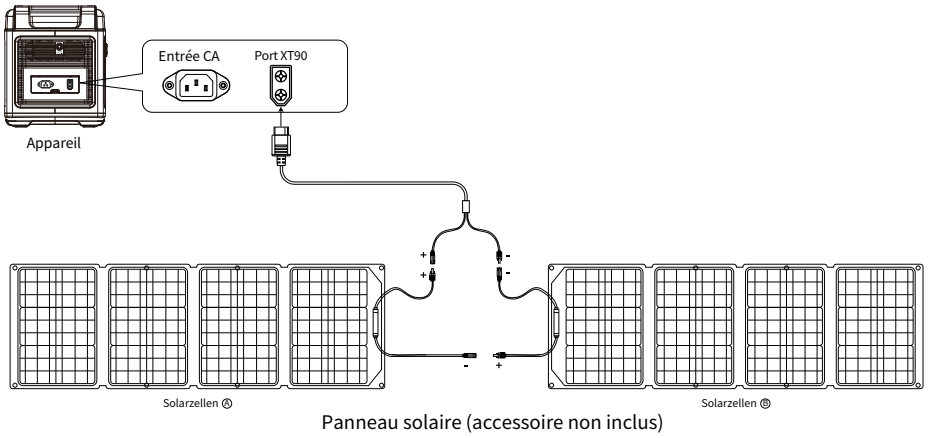 Entrée CA
Port XT90
Appareil
+
-
+
-
-
+
Solarzellen Ⓐ
Solarzellen Ⓑ
Panneau solaire (accessoire non inclus)